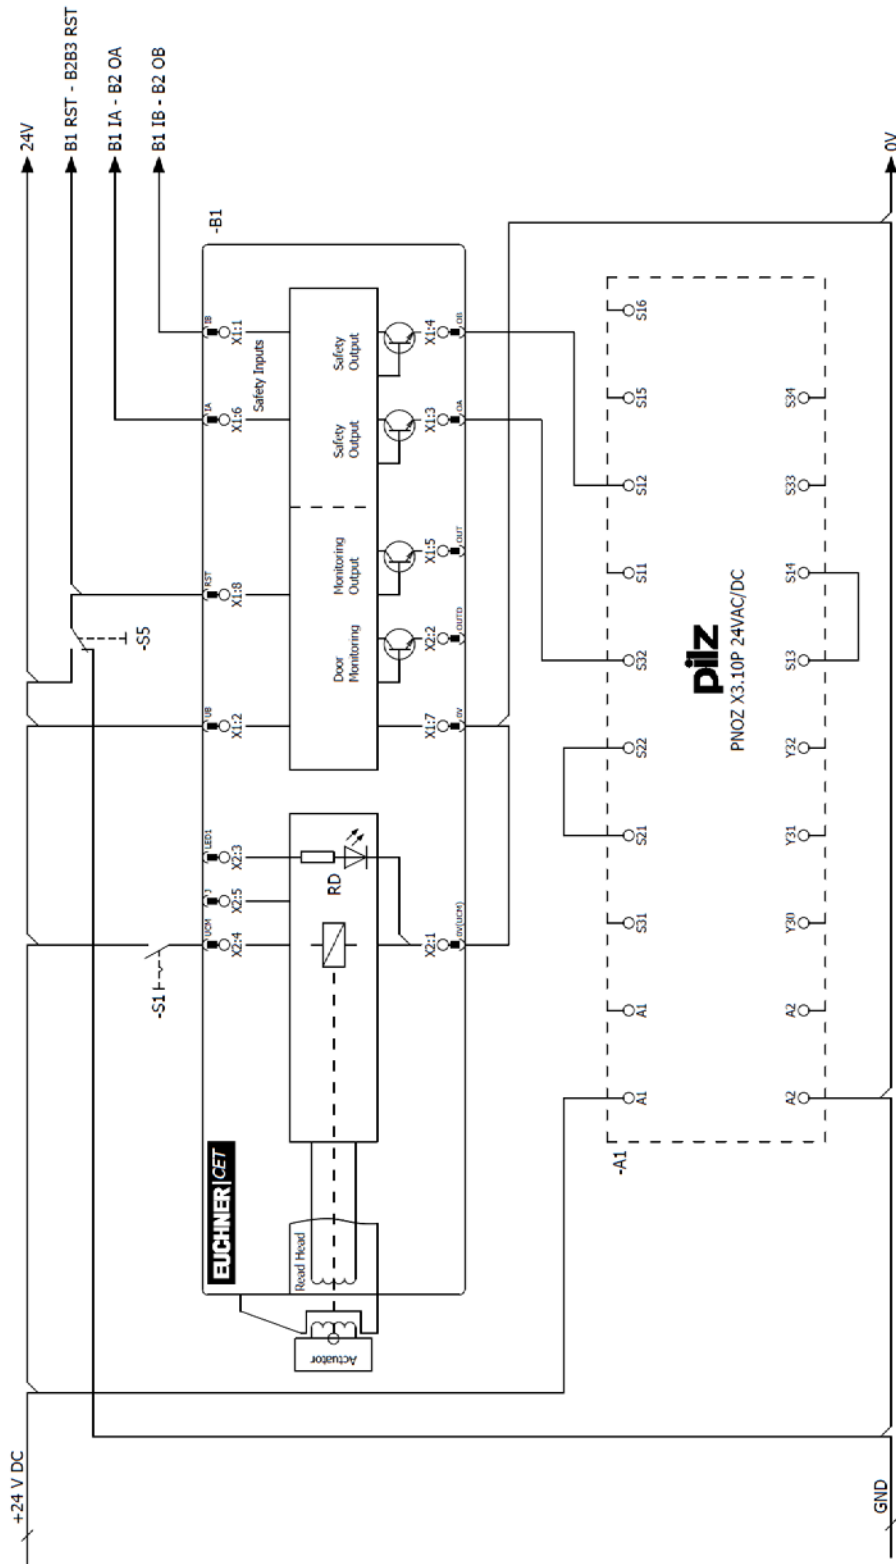 +24 V DC
24V
B1 RST - B2B3 RST
B1 IA - B2 OA
B1 IB - B2 OB
-S5
-S1
-B1
UCM
J
LED1
UB
RST
IA
IB
X2:4
X2:5
X2:3
X1:2
X1:8
X1:6
X1:1
Safety Inputs
EUCHNER|CET
Read Head
Actuator
RD
Door Monitoring
Monitoring Output
Safety Output
Safety Output
X2:1
X1:7
X2:2
X1:5
X1:3
X1:4
0V(UCM)
0V
OUTD
OUT
OA
OB
-A1
A1
A1
S31
S21
S22
S32
S11
S12
S15
S16
pilz
PNOZ X3.10P 24VAC/DC
A2
A2
Y30
Y31
Y32
S13
S14
S33
S34
GND
0V